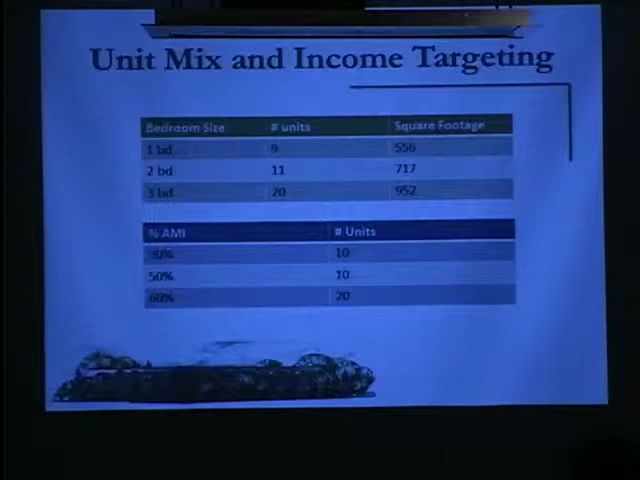 Unit Mix and Income Targeting
Bedroom Size # units Square Footage
1 bd 9 556
2 bd 11 717
3 bd 20 952
% AMI # Units
10
50% 10
60% 20